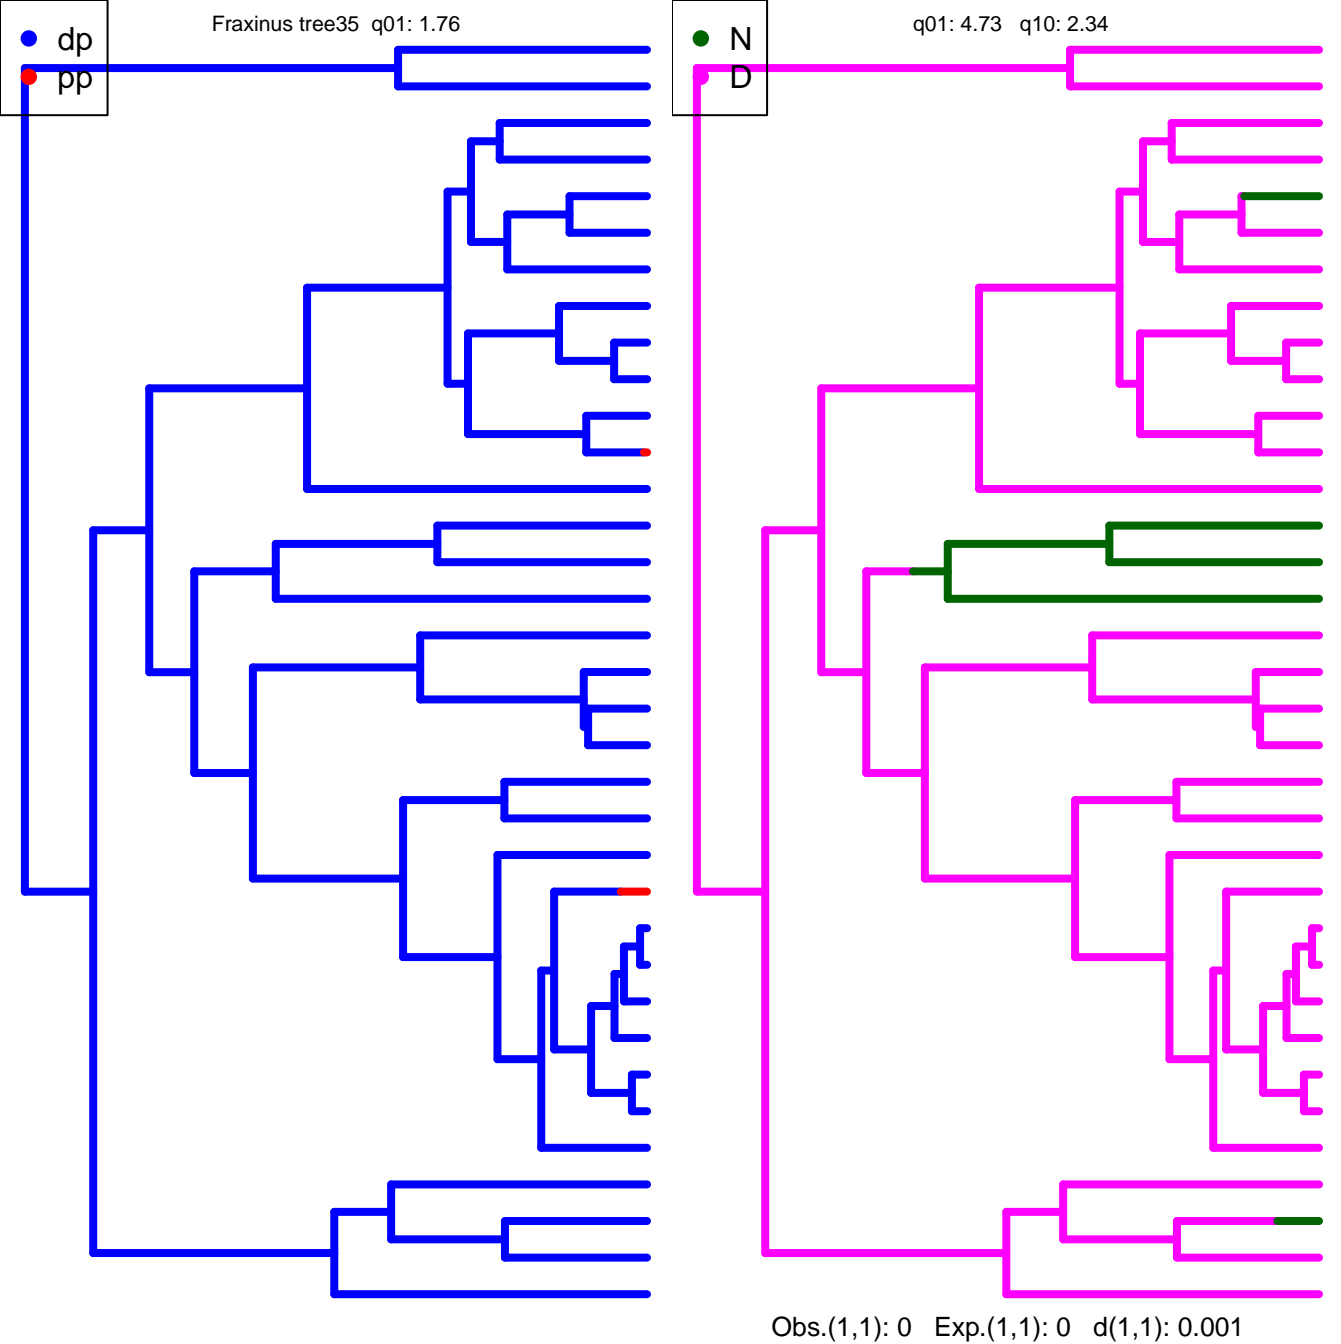 Fraxinus tree35  q01: 1.76
dp
pp
q01: 4.73   q10: 2.34
N
D
Obs.(1,1): 0   Exp.(1,1): 0   d(1,1): 0.001